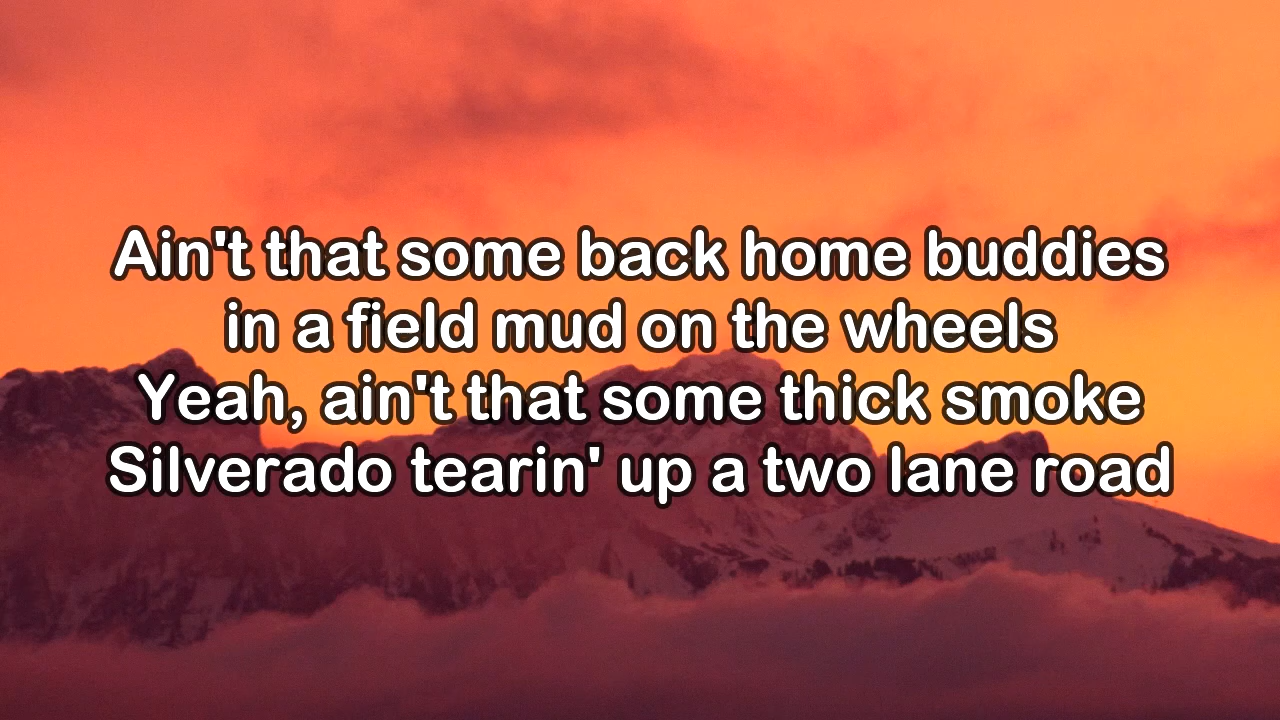 Ain't that some back home buddies
in a field mud on the wheels
Yeah, ain't that some thick smoke
Silverado tearin' up a two lane road